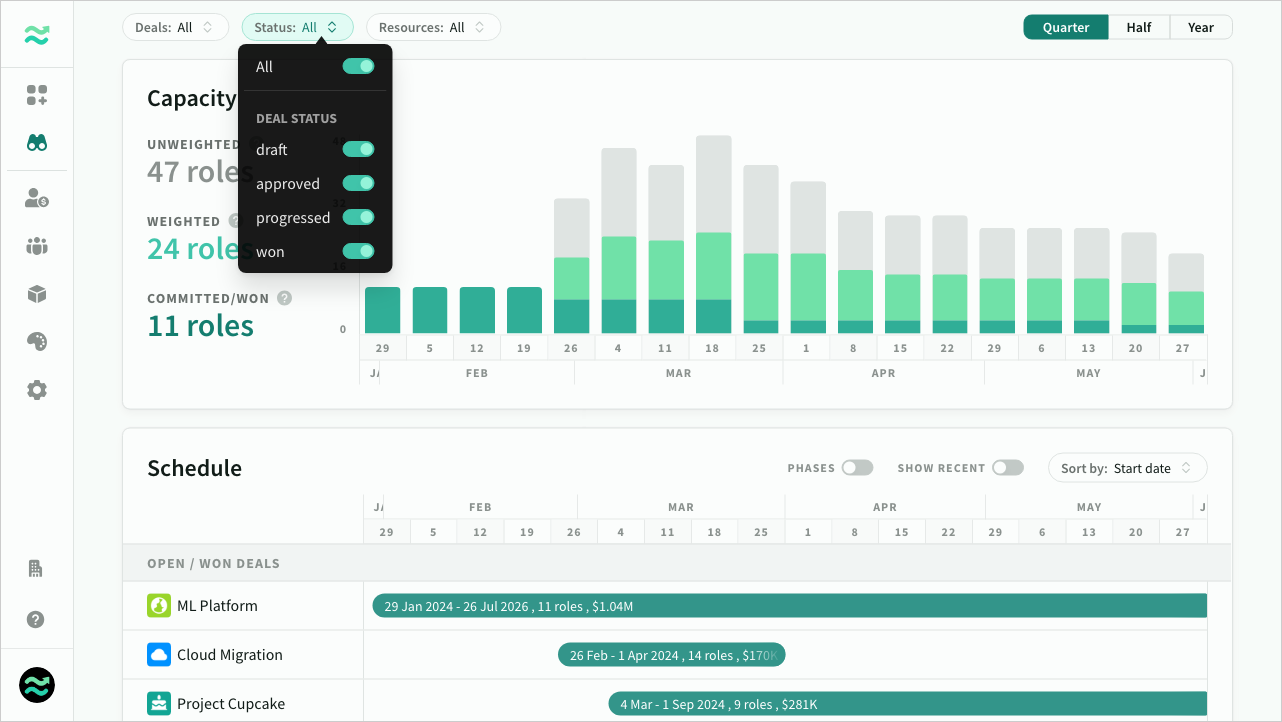 Deals: All
Status: All
Resources: All
Quarter
Half
Year
All
DEAL STATUS
draft
approved
progressed
won
Capacity
UNWEIGHTED
47 roles
WEIGHTED ?
24 roles
COMMITTED/WON ?
11 roles
48
32
16
0
29 5 12 19 26 4 11 18 25 1 8 15 22 29 6 13 20 27
JA FEB MAR APR MAY J
Schedule
PHASES
SHOW RECENT
Sort by: Start date
JA FEB MAR APR MAY J
29 5 12 19 26 4 11 18 25 1 8 15 22 29 6 13 20 27
OPEN / WON DEALS
ML Platform
29 Jan 2024 - 26 Jul 2026 , 11 roles , $1.04M
Cloud Migration
26 Feb - 1 Apr 2024 , 14 roles , $170K
Project Cupcake
4 Mar - 1 Sep 2024 , 9 roles , $281K